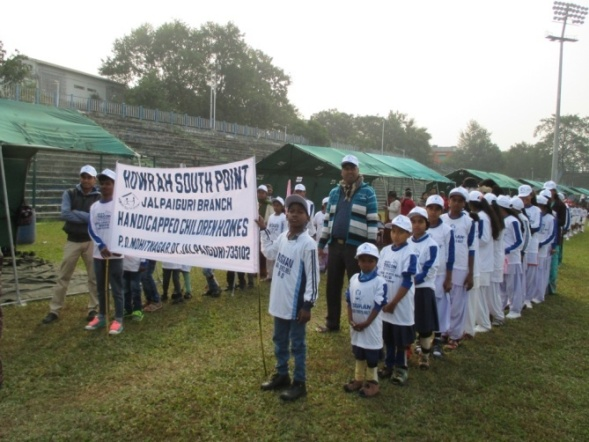 HOWRAH SOUTH POINT
JALPAIGURI BRANCH
HANDICAPPED CHILDREN HOMES
P.O.MOHITNAGAR.DT.JALPAIGURI-735102